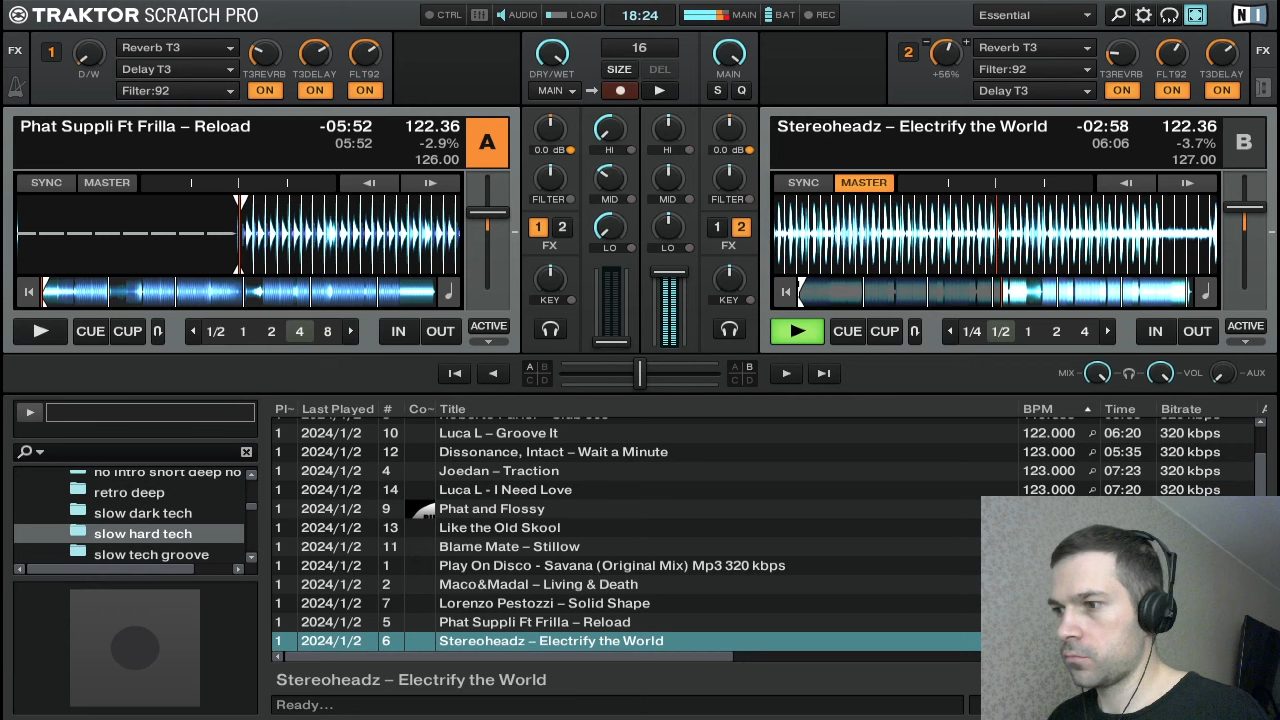 TRAKTOR SCRATCH PRO
CTRL AUDIO LOAD 18:24 MAIN BAT REC Essential
FX 1 D/W Reverb T3 Delay T3 Filter:92 T3REVRB T3DELAY FLT92 ON ON ON
DRY/WET 16 SIZE DEL MAIN MAIN S Q
2 +56% Reverb T3 Filter:92 Delay T3 T3REVRB FLT92 T3DELAY ON ON ON FX
Phat Suppli Ft Frilla – Reload -05:52 122.36 A
05:52 -2.9%
126.00
SYNC MASTER
CUE CUP 1/2 1 2 4 8 IN OUT ACTIVE
0.0 dB HI HI 0.0 dB
FILTER MID MID FILTER
1 2 LO LO 1 2
FX FX
KEY KEY
Stereoheadz – Electrify the World -02:58 122.36 B
06:06 -3.7%
127.00
SYNC MASTER
CUE CUP 1/4 1/2 1 2 4 IN OUT ACTIVE
A B A B
C D C D
MIX VOL AUX
Pl~ Last Played # Co~ Title BPM Time Bitrate
1 2024/1/2 10 Luca L – Groove It 122.000 06:20 320 kbps
1 2024/1/2 12 Dissonance, Intact – Wait a Minute 123.000 05:35 320 kbps
1 2024/1/2 4 Joedan – Traction 123.000 07:23 320 kbps
1 2024/1/2 14 Luca L - I Need Love 123.000 07:20 320 kbps
1 2024/1/2 9 Phat and Flossy
1 2024/1/2 13 Like the Old Skool
1 2024/1/2 11 Blame Mate – Stillow
1 2024/1/2 1 Play On Disco - Savana (Original Mix) Mp3 320 kbps
1 2024/1/2 2 Maco&Madal – Living & Death
1 2024/1/2 7 Lorenzo Pestozzi – Solid Shape
1 2024/1/2 5 Phat Suppli Ft Frilla – Reload
1 2024/1/2 6 Stereoheadz – Electrify the World
no intro short deep no
retro deep
slow dark tech
slow hard tech
slow tech groove
Stereoheadz – Electrify the World
Ready...